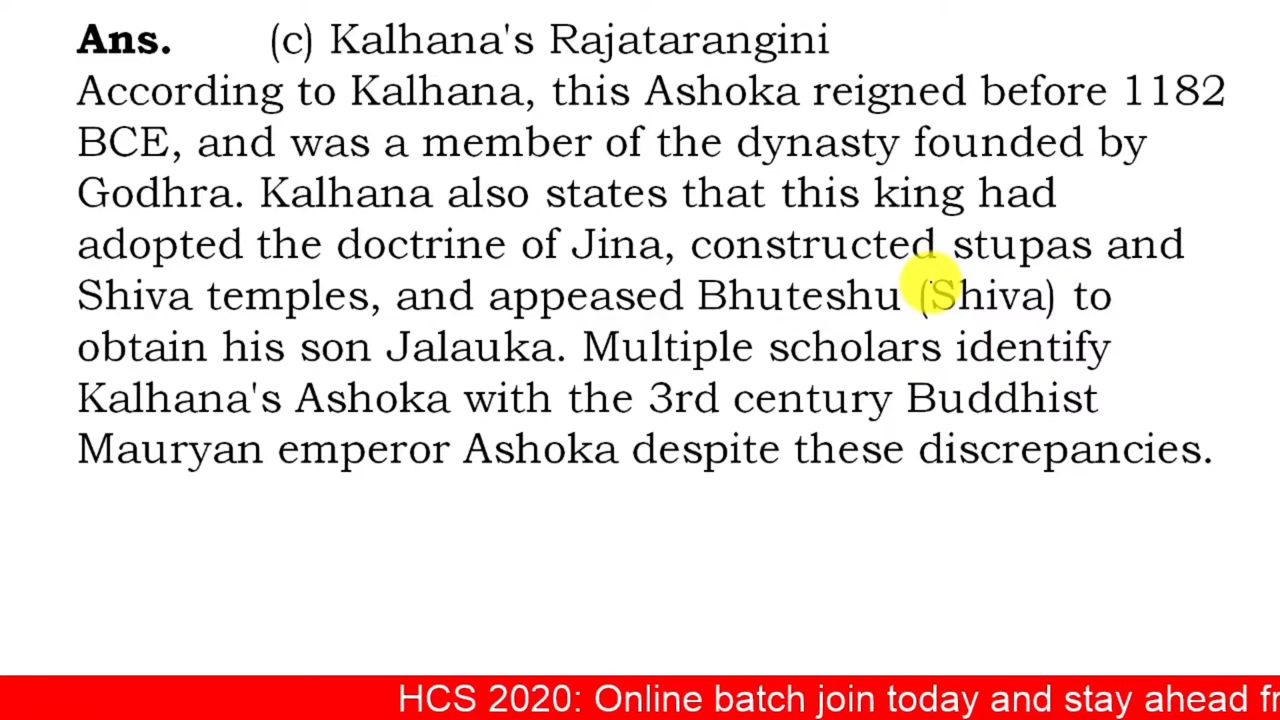 Ans. (c) Kalhana's Rajatarangini
According to Kalhana, this Ashoka reigned before 1182
BCE, and was a member of the dynasty founded by
Godhra. Kalhana also states that this king had
adopted the doctrine of Jina, constructed stupas and
Shiva temples, and appeased Bhuteshu (Shiva) to
obtain his son Jalauka. Multiple scholars identify
Kalhana's Ashoka with the 3rd century Buddhist
Mauryan emperor Ashoka despite these discrepancies.
HCS 2020: Online batch join today and stay ahead